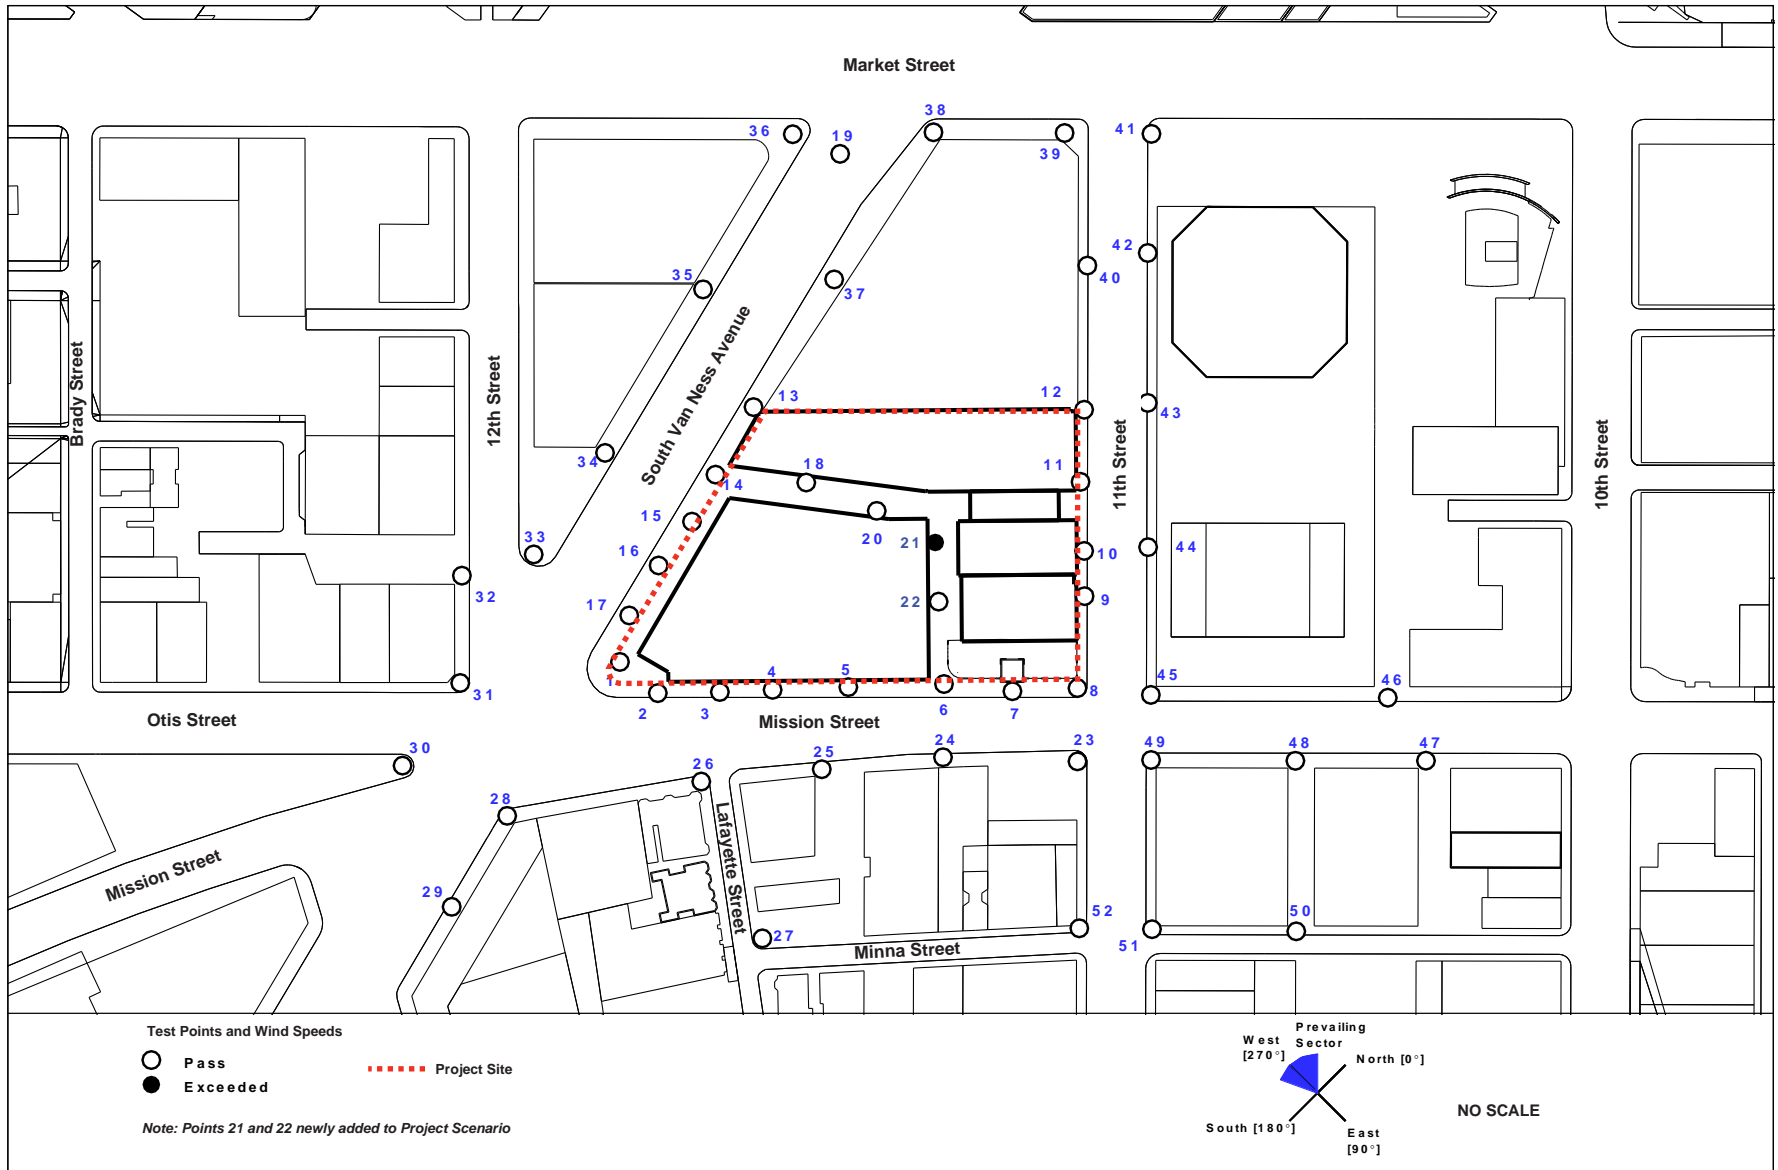 Market Street
38
36
19
41
39
42
40
35
37
South Van Ness Avenue
Brady Street
12th Street
13
12
43
11th Street
10th Street
34
18
11
14
15
33
20
21
10
44
16
32
22
9
17
1
4
5
8
45
46
31
2
3
6
7
Otis Street
Mission Street
30
26
25
24
23
49
48
47
28
Lafayette Street
Mission Street
29
27
52
50
51
Minna Street
Test Points and Wind Speeds
Pass
Exceeded
Project Site
Note: Points 21 and 22 newly added to Project Scenario
Prevailing
Sector
West
[270°]
North [0°]
South [180°]
East
[90°]
NO SCALE